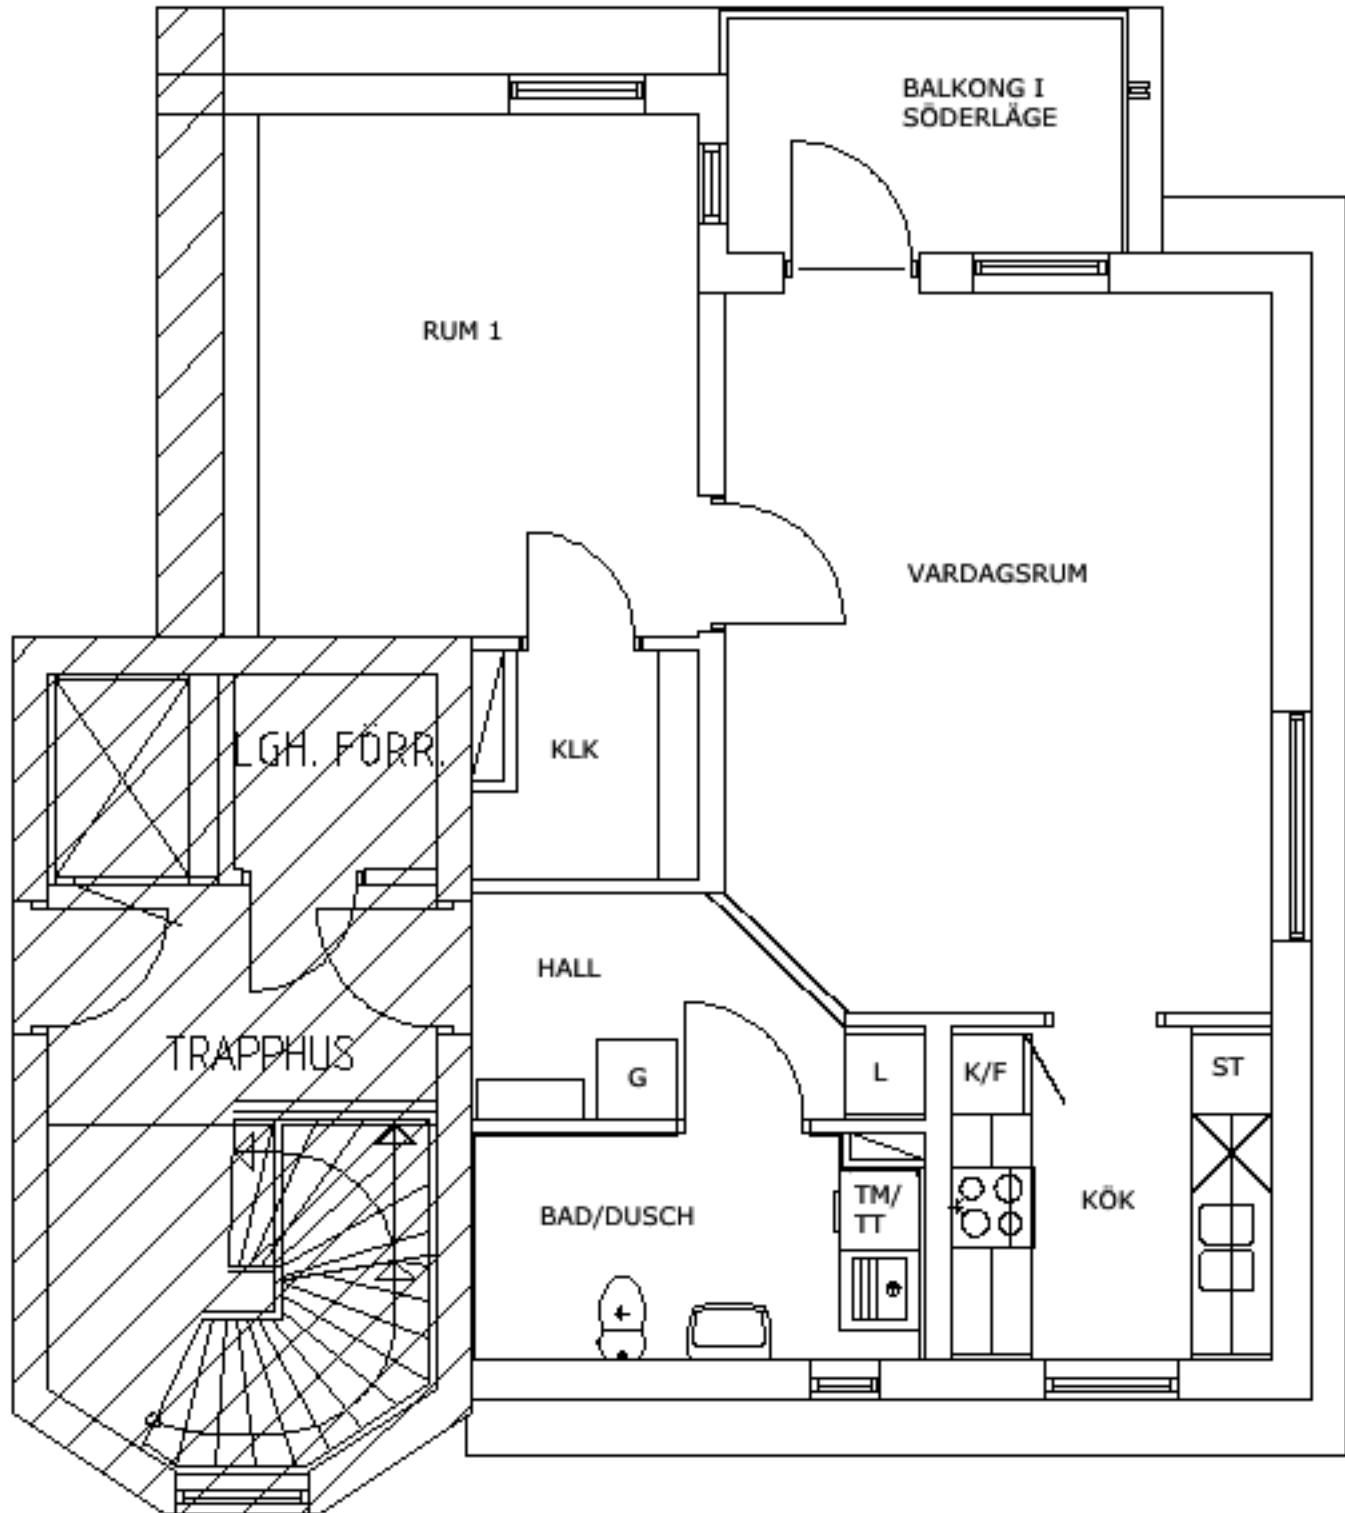 BALKONG I
SÖDERLÄGE
RUM 1
VARDAGSRUM
LGH. FÖRR.
KLK
HALL
TRAPPHUS
G
L
K/F
ST
TM/
TT
KÖK
BAD/DUSCH